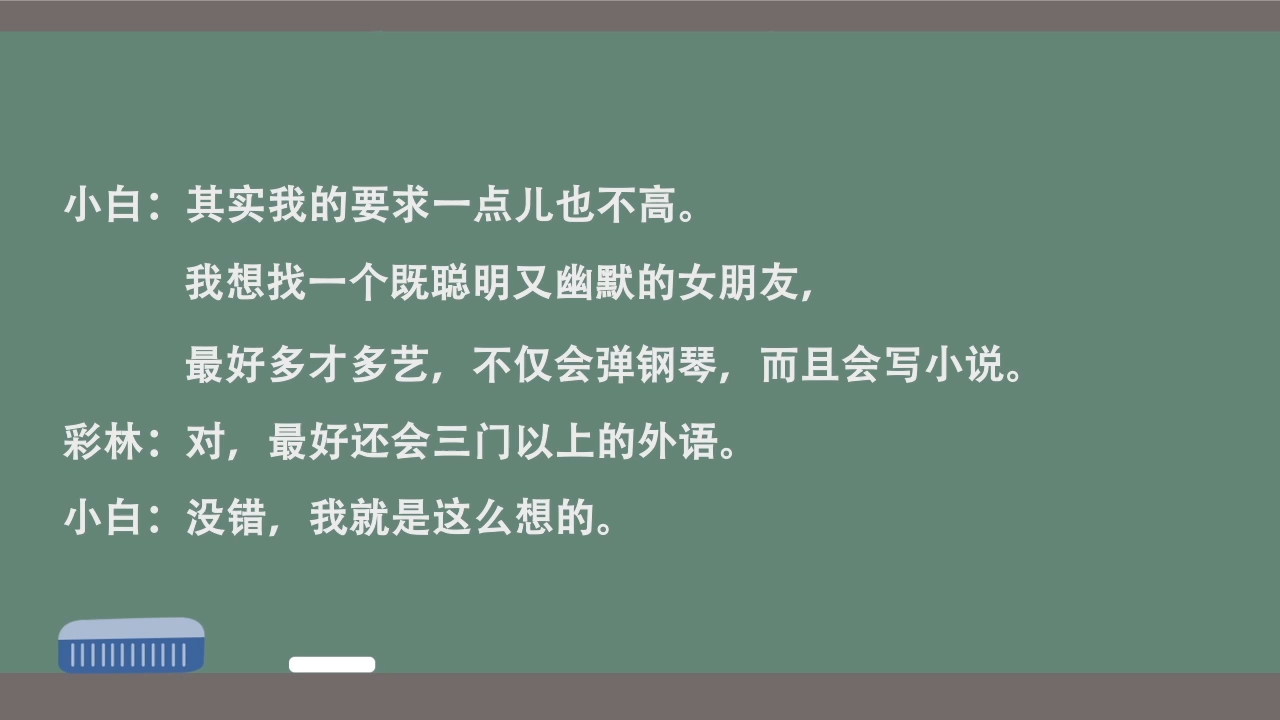 小白：其实我的要求一点儿也不高。
我想找一个既聪明又幽默的女朋友，
最好多才多艺，不仅会弹钢琴，而且会写小说。
彩林：对，最好还会三门以上的外语。
小白：没错，我就是这么想的。